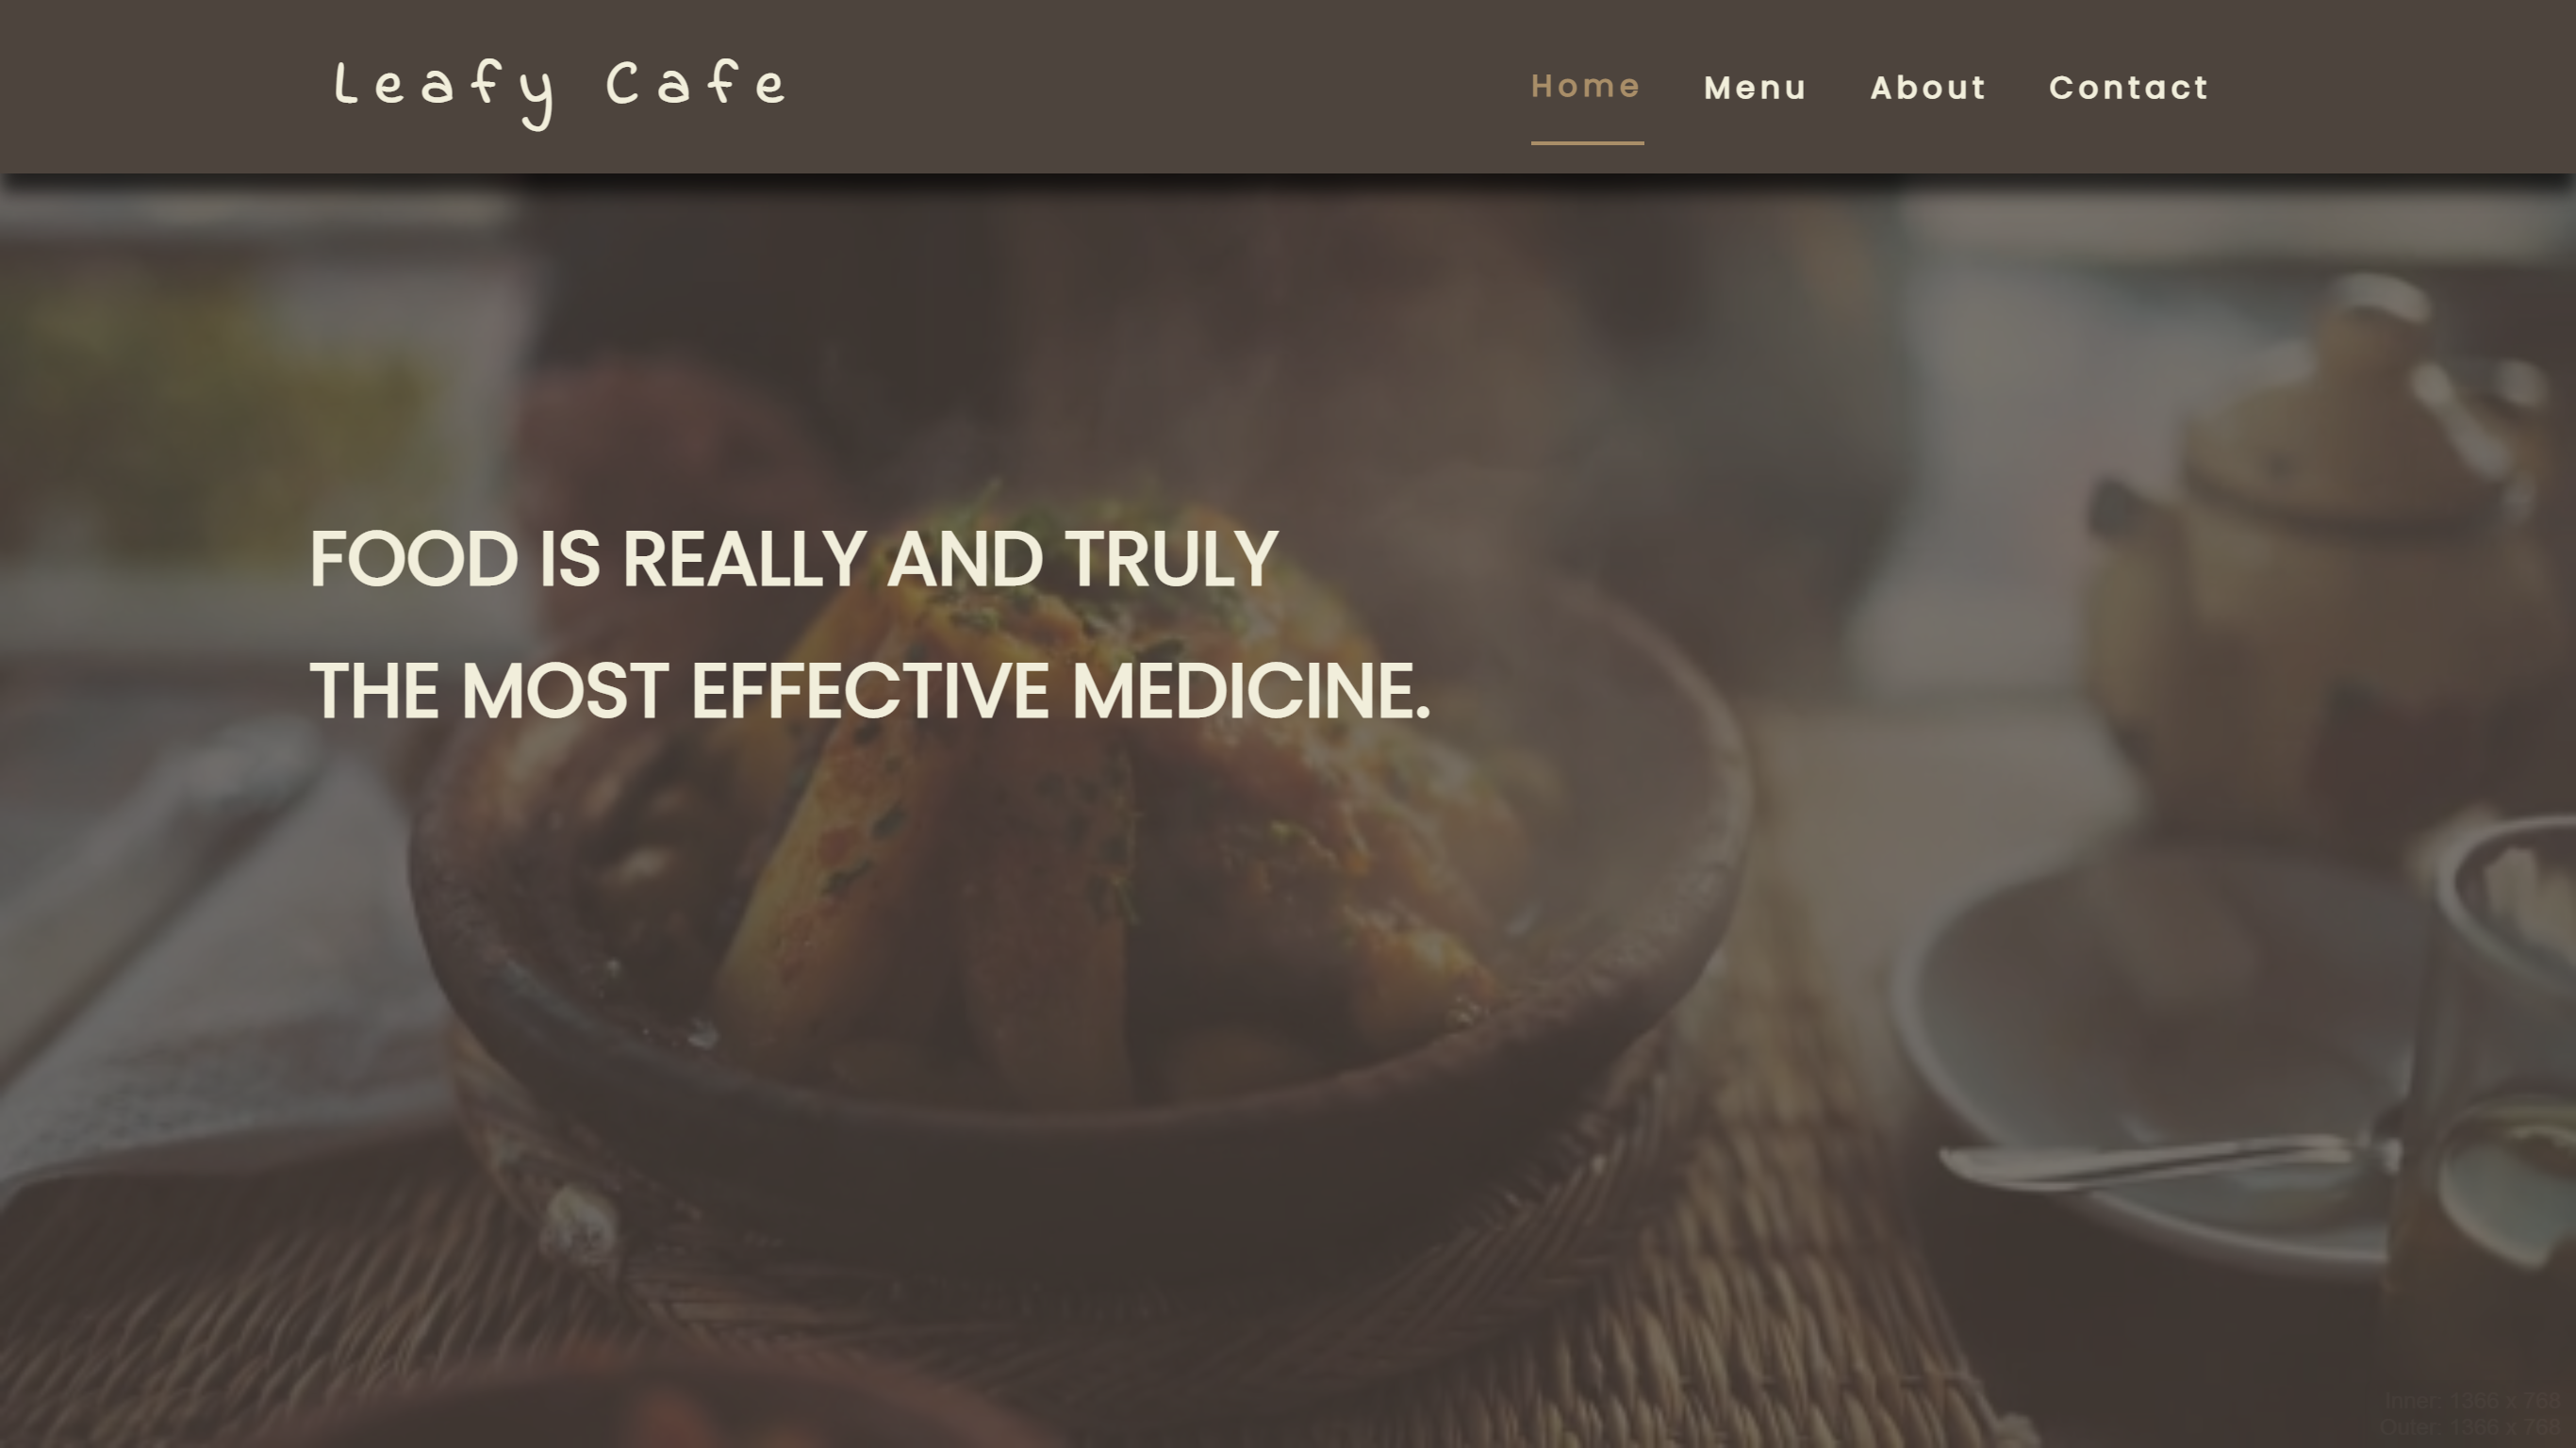 Leafy Cafe
Home Menu About Contact
FOOD IS REALLY AND TRULY
THE MOST EFFECTIVE MEDICINE.
Inner: 1366 x 768
Outer: 1366 x 768